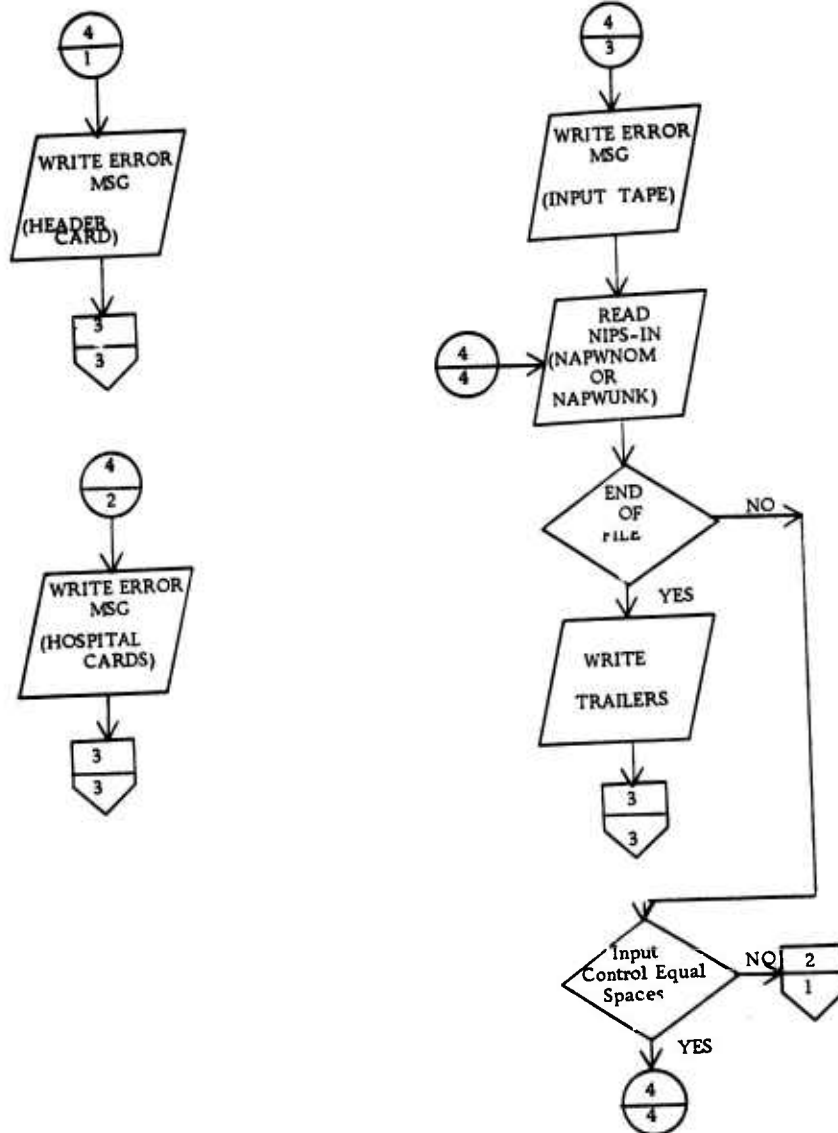 4
1
WRITE ERROR
MSG
(HEADER
CARD)
3
3
4
2
WRITE ERROR
MSG
(HOSPITAL
CARDS)
3
3
4
3
WRITE ERROR
MSG
(INPUT TAPE)
READ
NIPS-IN
(NAPWNOM
OR
NAPWUNK)
4
4
END
OF
FILE
NO
YES
WRITE
TRAILERS
3
3
Input
Control Equal
Spaces
NO
2
1
YES
4
4